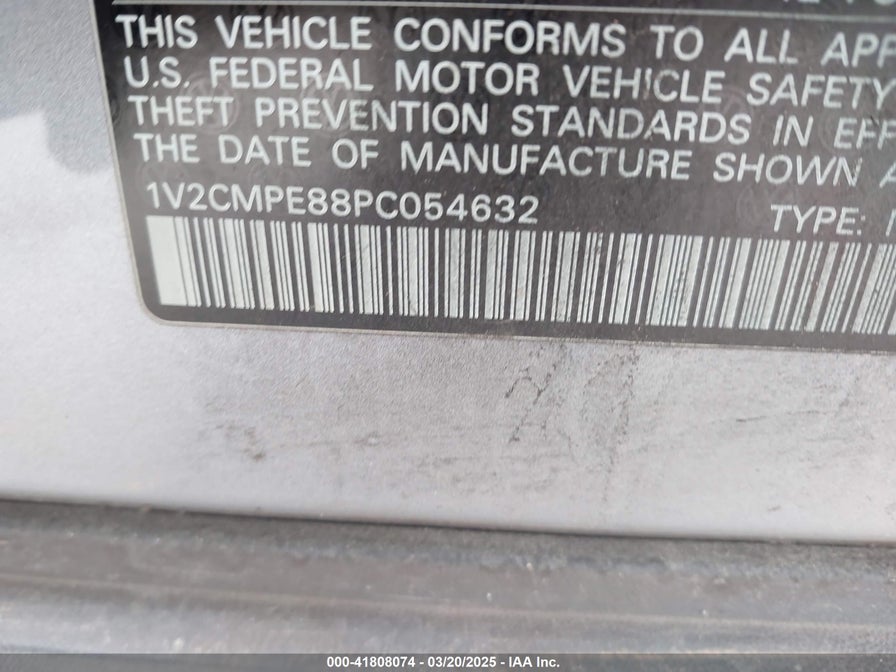 THIS VEHICLE CONFORMS TO ALL
U.S. FEDERAL MOTOR VEHICLE SAFETY
THEFT PREVENTION STANDARDS IN
THE DATE OF MANUFACTURE SHOWN
1V2CMPE88PC054632
TYPE:
000-41808074 — 03/20/2025 — IAA Inc.